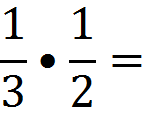 1/3 • 1/2 =